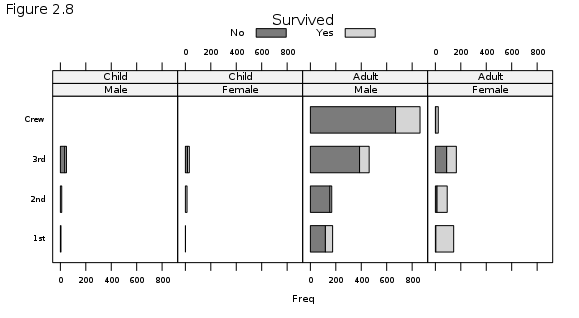 Figure 2.8
Survived
No Yes
0 200 400 600 800 0 200 400 600 800
Child Child Adult Adult
Male Female Male Female
Crew
3rd
2nd
1st
0 200 400 600 800 0 200 400 600 800
Freq